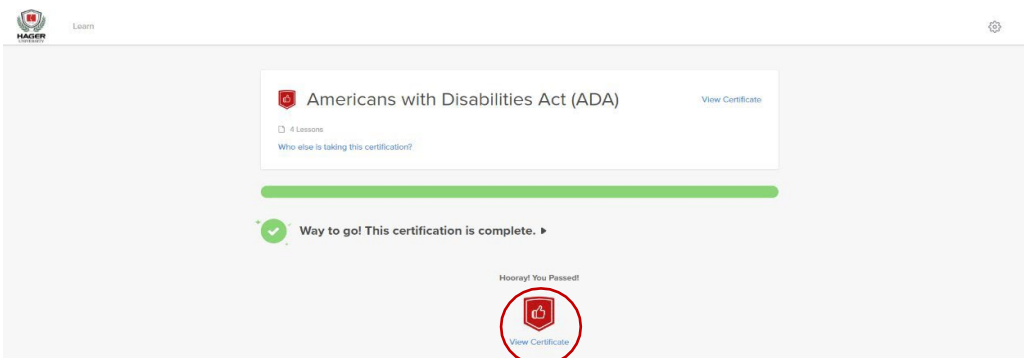 HAGER
UNIVERSITY
Learn
Americans with Disabilities Act (ADA)
View Certificate
4 Lessons
Who else is taking this certification?
Way to go! This certification is complete.
Hooray! You Passed!
View Certificate